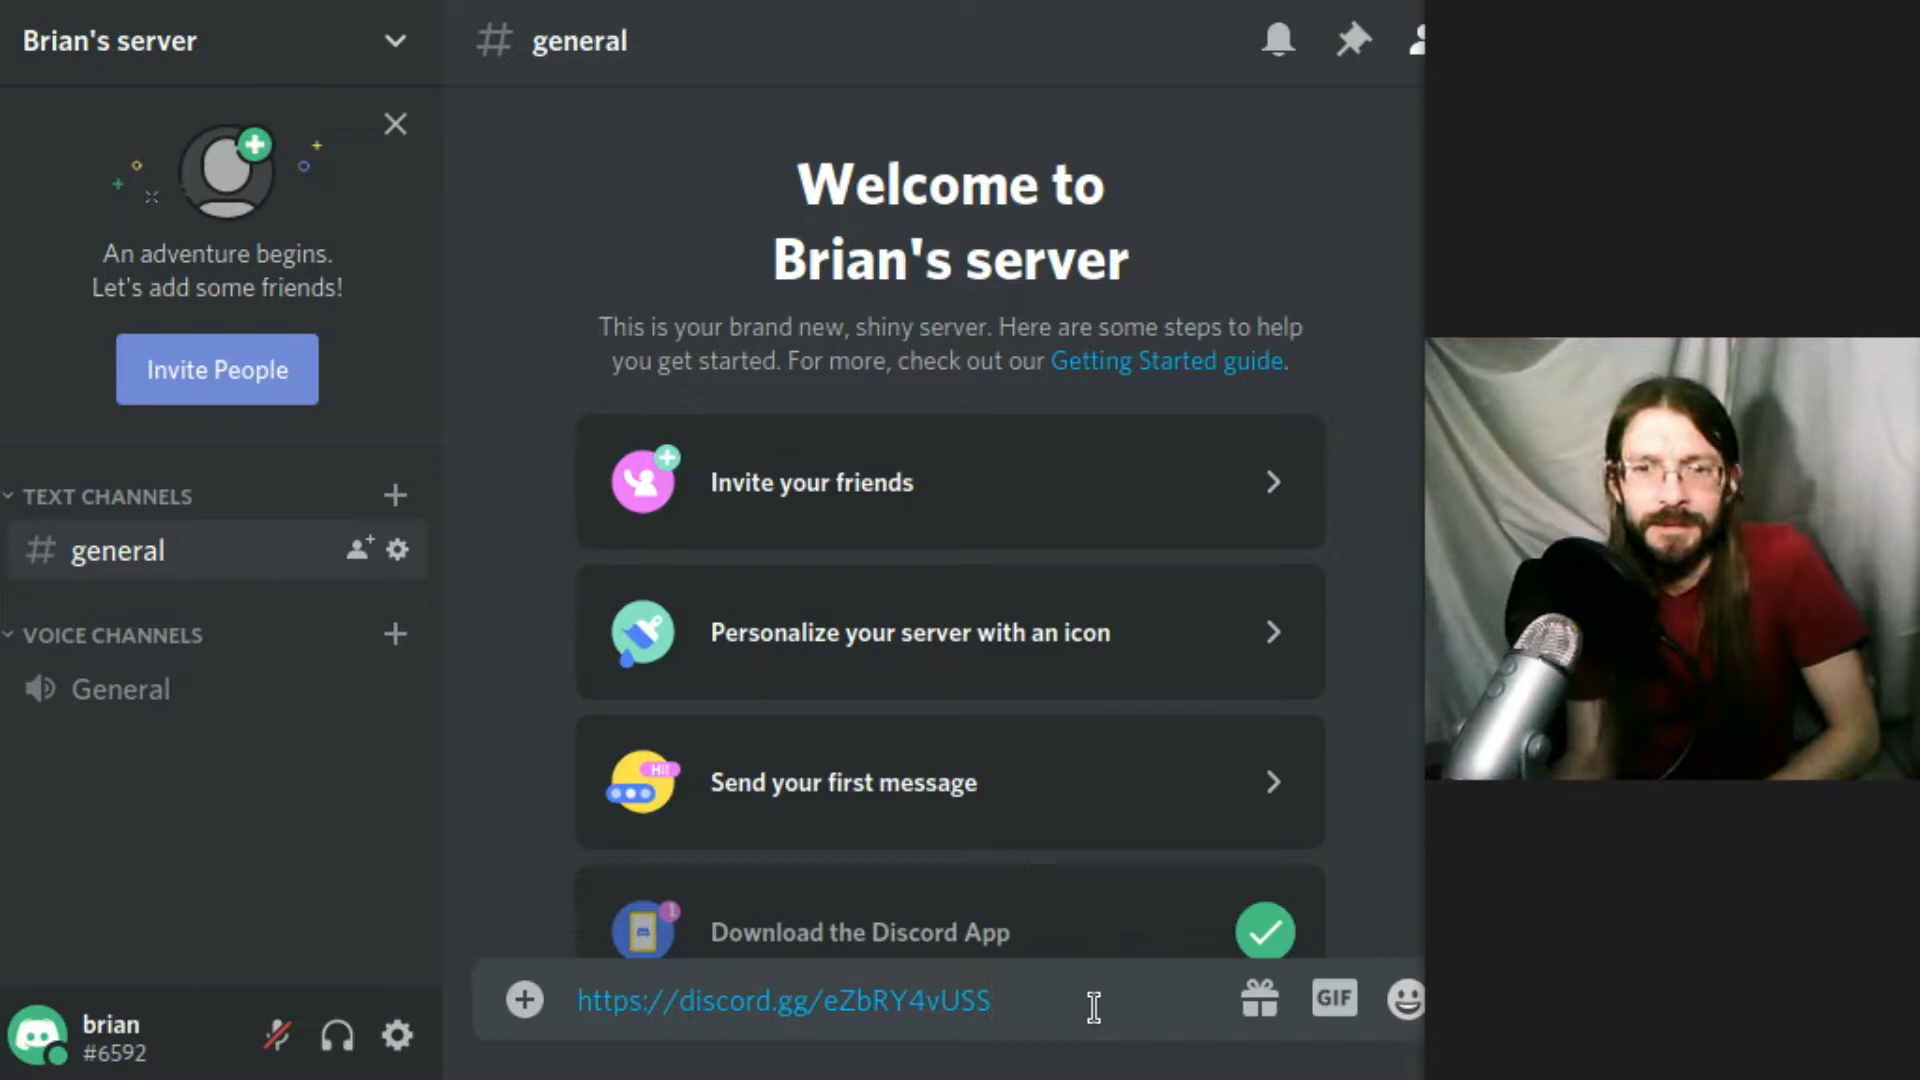 Brian's server
general
An adventure begins.
Let's add some friends!
Invite People
TEXT CHANNELS
general
VOICE CHANNELS
General
brian
#6592
Welcome to
Brian's server
This is your brand new, shiny server. Here are some steps to help
you get started. For more, check out our Getting Started guide.
Invite your friends
Personalize your server with an icon
HI!
Send your first message
1
Download the Discord App
https://discord.gg/eZbRY4vUSS
GIF